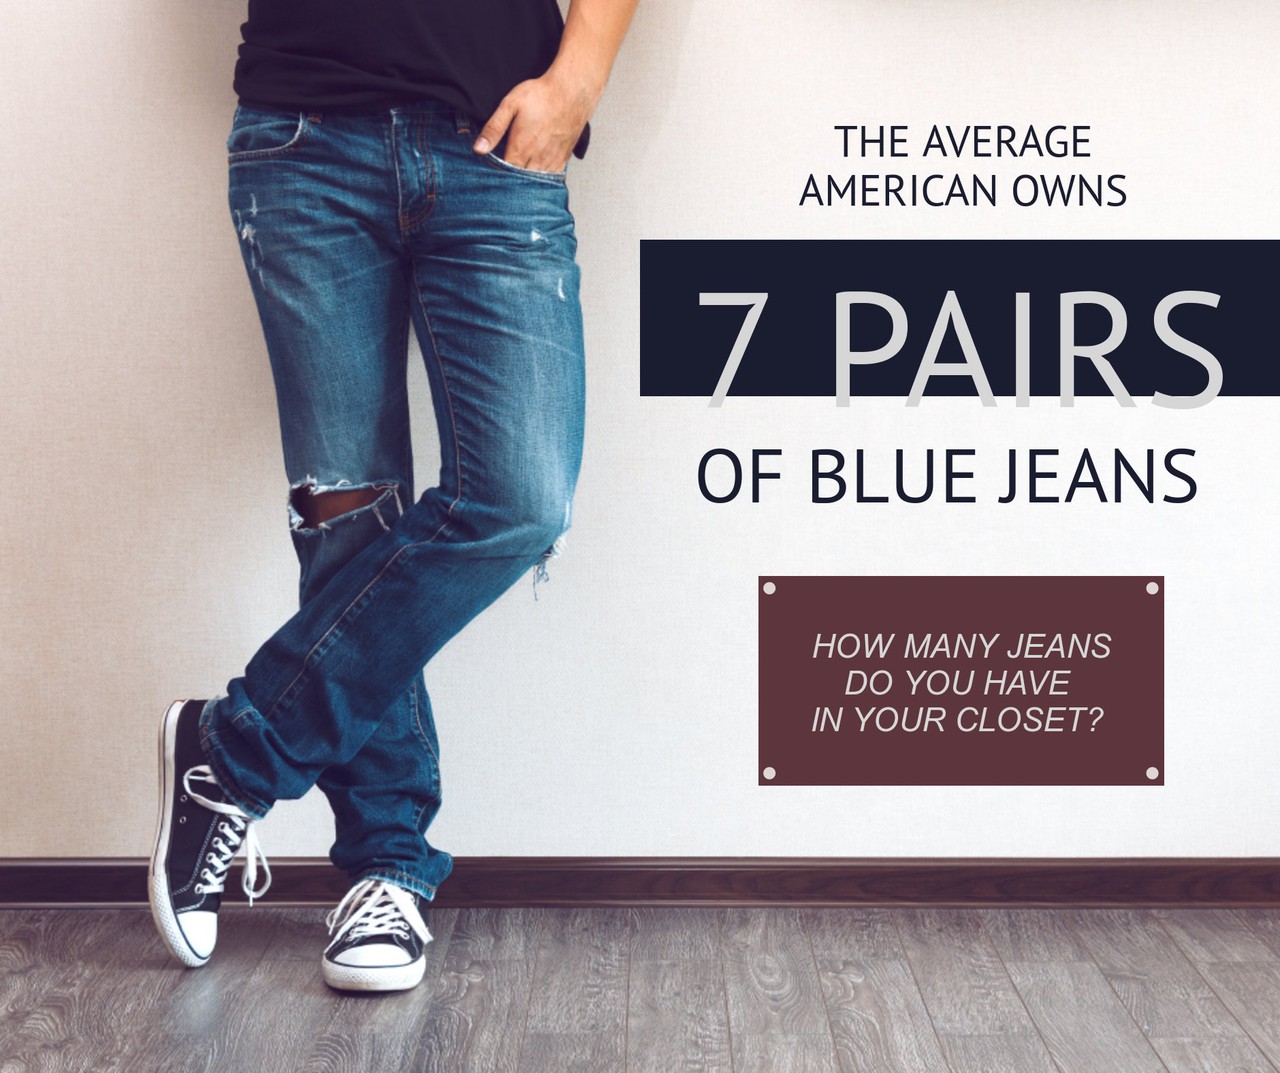 THE AVERAGE
AMERICAN OWNS
7 PAIRS
OF BLUE JEANS
HOW MANY JEANS
DO YOU HAVE
IN YOUR CLOSET?